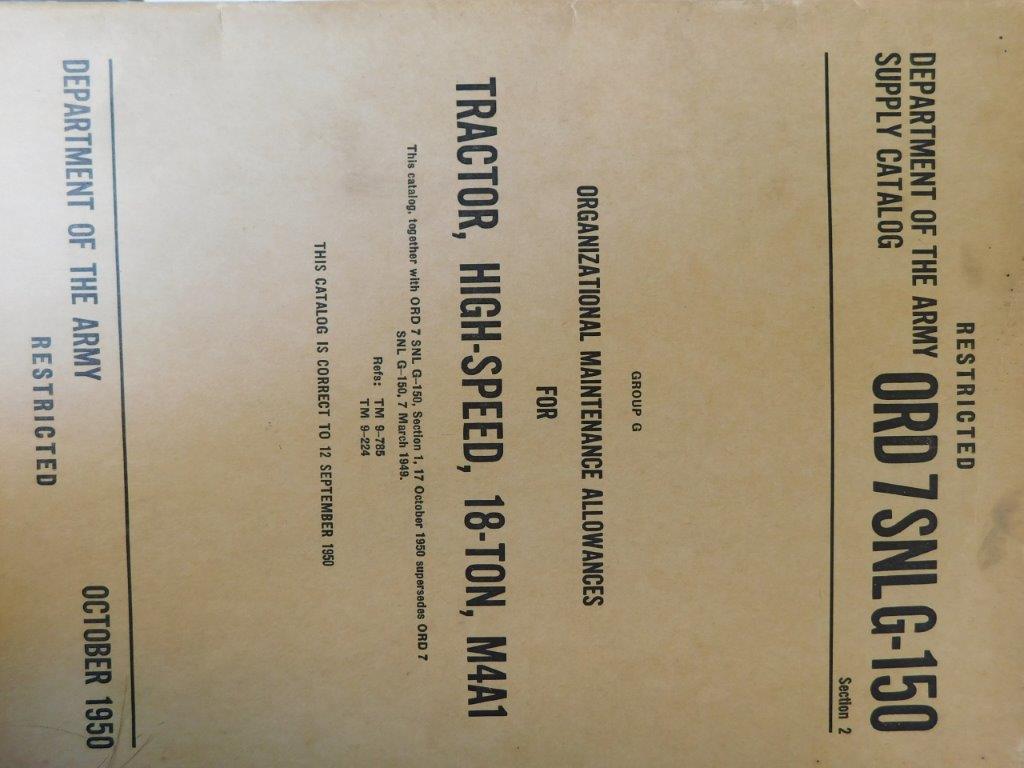 RESTRICTED
DEPARTMENT OF THE ARMY ORD 7 SNL G-150
SUPPLY CATALOG
Section 2
GROUP G
ORGANIZATIONAL MAINTENANCE ALLOWANCES
FOR
TRACTOR, HIGH-SPEED, 18-TON, M4A1
This catalog, together with ORD 7 SNL G-150, Section 1, 17 October 1950 supersedes ORD 7
SNL G-150, 7 March 1949.
Refs: TM 9-785
TM 9-224
THIS CATALOG IS CORRECT TO 12 SEPTEMBER 1950
DEPARTMENT OF THE ARMY OCTOBER 1950
RESTRICTED